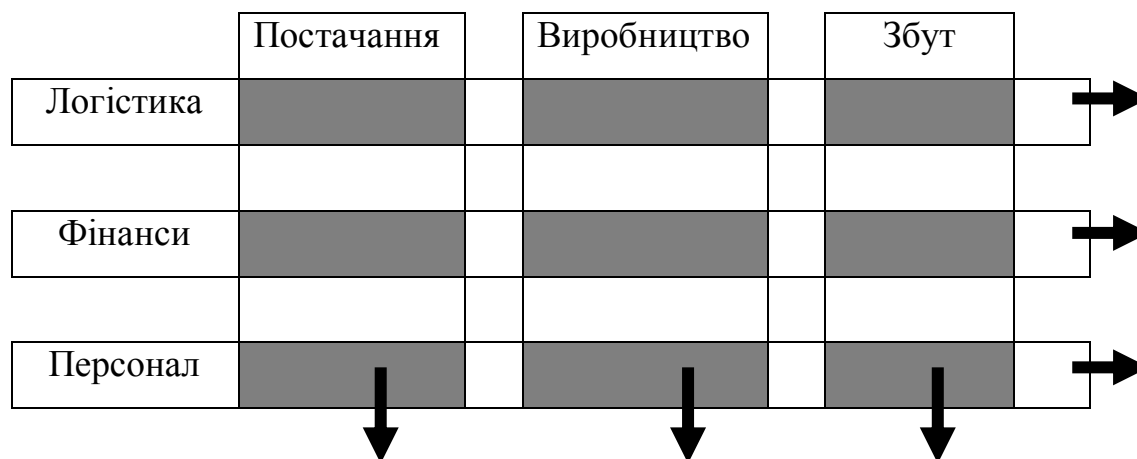 Постачання Виробництво Збут
Логістика
Фінанси
Персонал